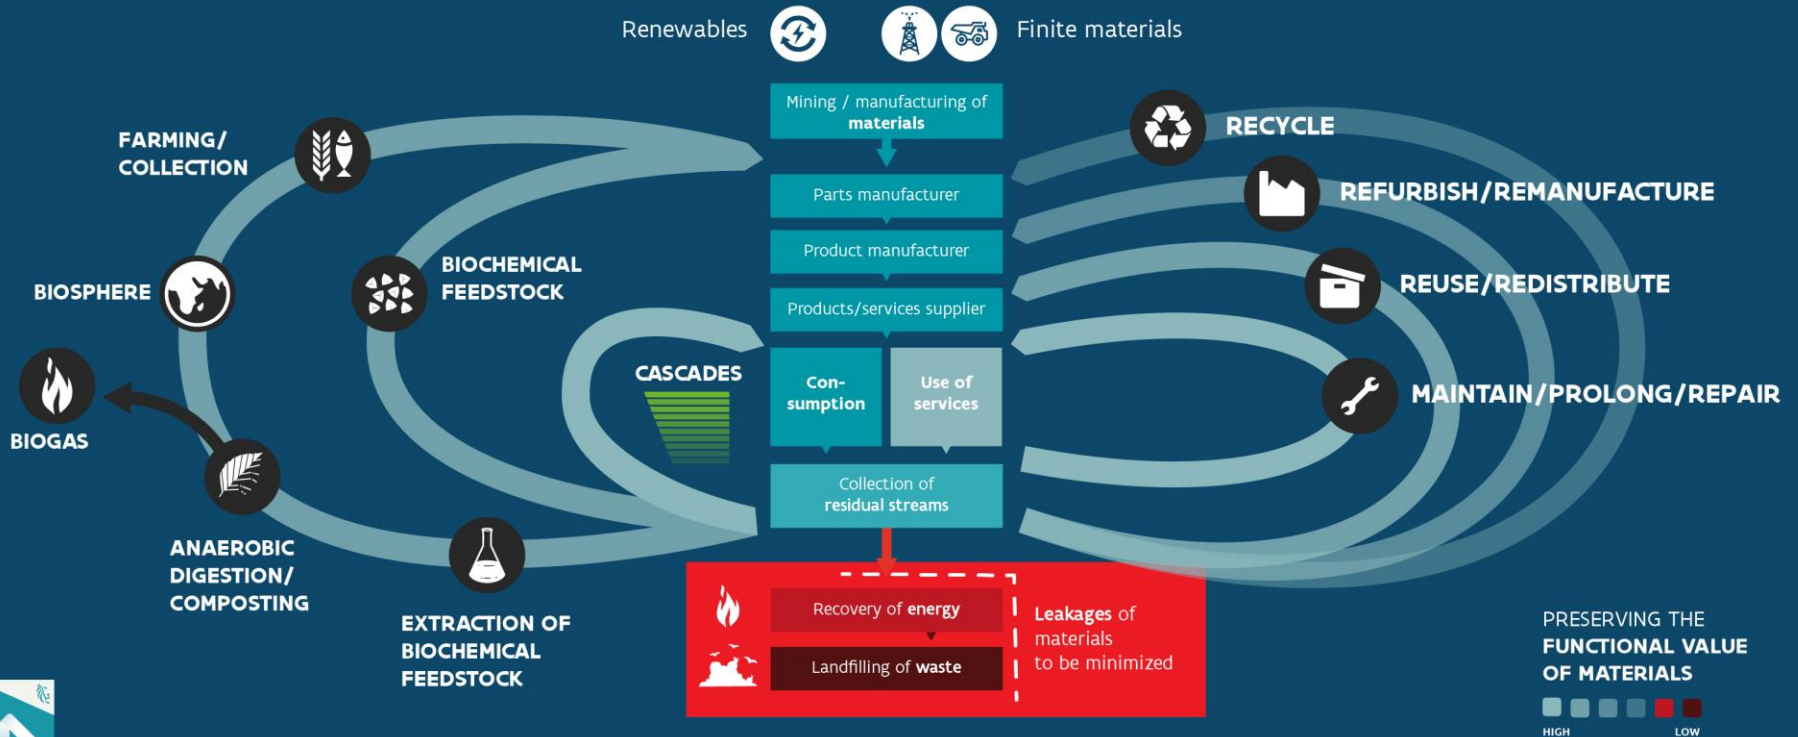 Renewables
Finite materials
Mining / manufacturing of
materials
Parts manufacturer
Product manufacturer
Products/services supplier
Con-
sumption
Use of
services
Collection of
residual streams
Recovery of energy
Landfilling of waste
Leakages of
materials
to be minimized
FARMING/
COLLECTION
BIOSPHERE
BIOCHEMICAL
FEEDSTOCK
BIOGAS
CASCADES
ANAEROBIC
DIGESTION/
COMPOSTING
EXTRACTION OF
BIOCHEMICAL
FEEDSTOCK
RECYCLE
REFURBISH/REMANUFACTURE
REUSE/REDISTRIBUTE
MAINTAIN/PROLONG/REPAIR
PRESERVING THE
FUNCTIONAL VALUE
OF MATERIALS
HIGH LOW